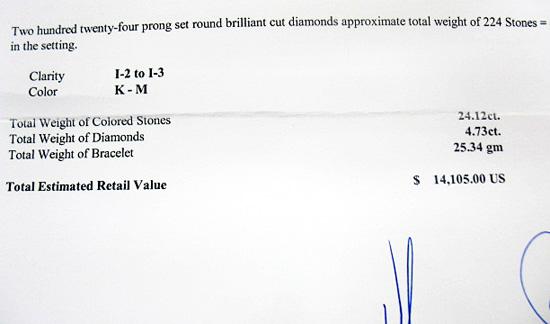 Two hundred twenty-four prong set round brilliant cut diamonds approximate total weight of 224 Stones =
in the setting.
Clarity I-2 to I-3
Color K - M
Total Weight of Colored Stones 24.12ct.
Total Weight of Diamonds 4.73ct.
Total Weight of Bracelet 25.34 gm
Total Estimated Retail Value $ 14,105.00 US